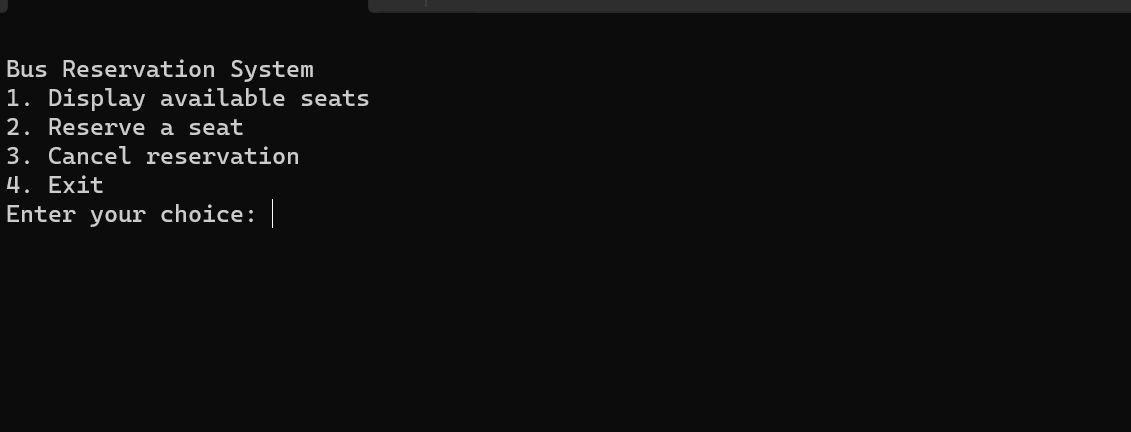 Bus Reservation System
1. Display available seats
2. Reserve a seat
3. Cancel reservation
4. Exit
Enter your choice: